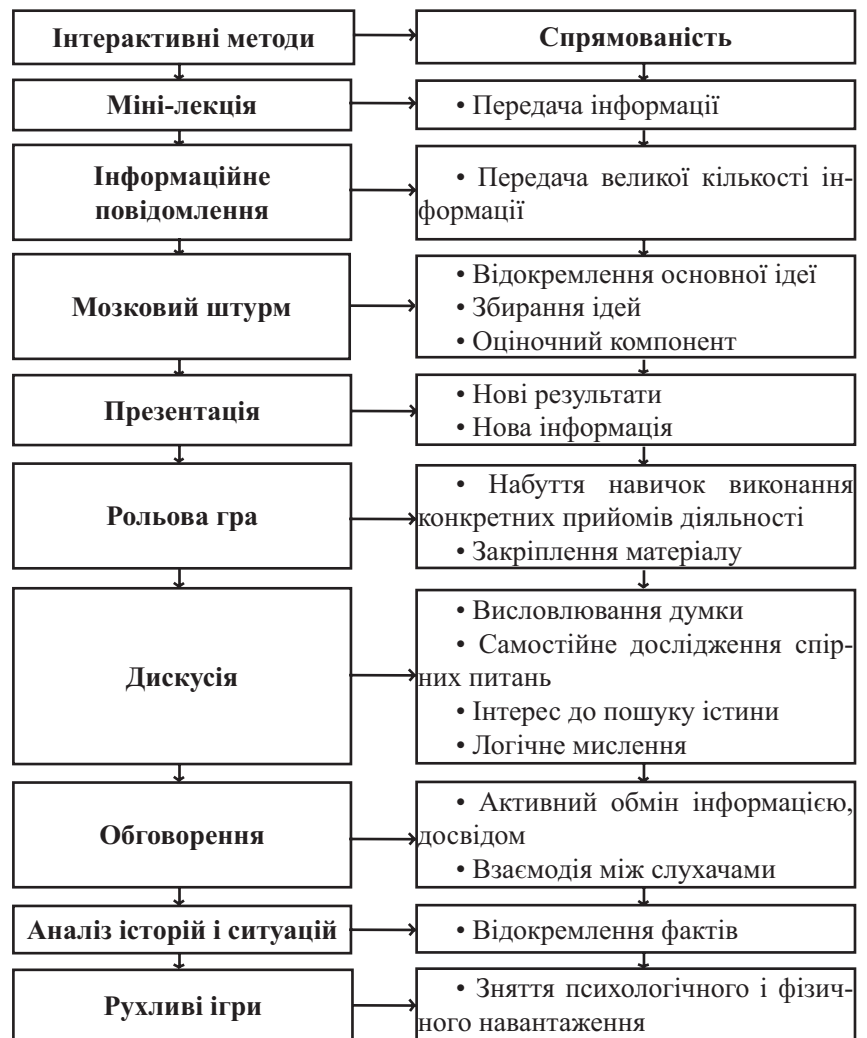 Інтерактивні методи
Спрямованість
Міні-лекція
• Передача інформації
Інформаційне
повідомлення
• Передача великої кількості ін-
формації
Мозковий штурм
• Відокремлення основної ідеї
• Збирання ідей
• Оціночний компонент
Презентація
• Нові результати
• Нова інформація
Рольова гра
• Набуття навичок виконання
конкретних прийомів діяльності
• Закріплення матеріалу
Дискусія
• Висловлювання думки
• Самостійне дослідження спір-
них питань
• Інтерес до пошуку істини
• Логічне мислення
Обговорення
• Активний обмін інформацією,
досвідом
• Взаємодія між слухачами
Аналіз історій і ситуацій
• Відокремлення фактів
Рухливі ігри
• Зняття психологічного і фізич-
ного навантаження